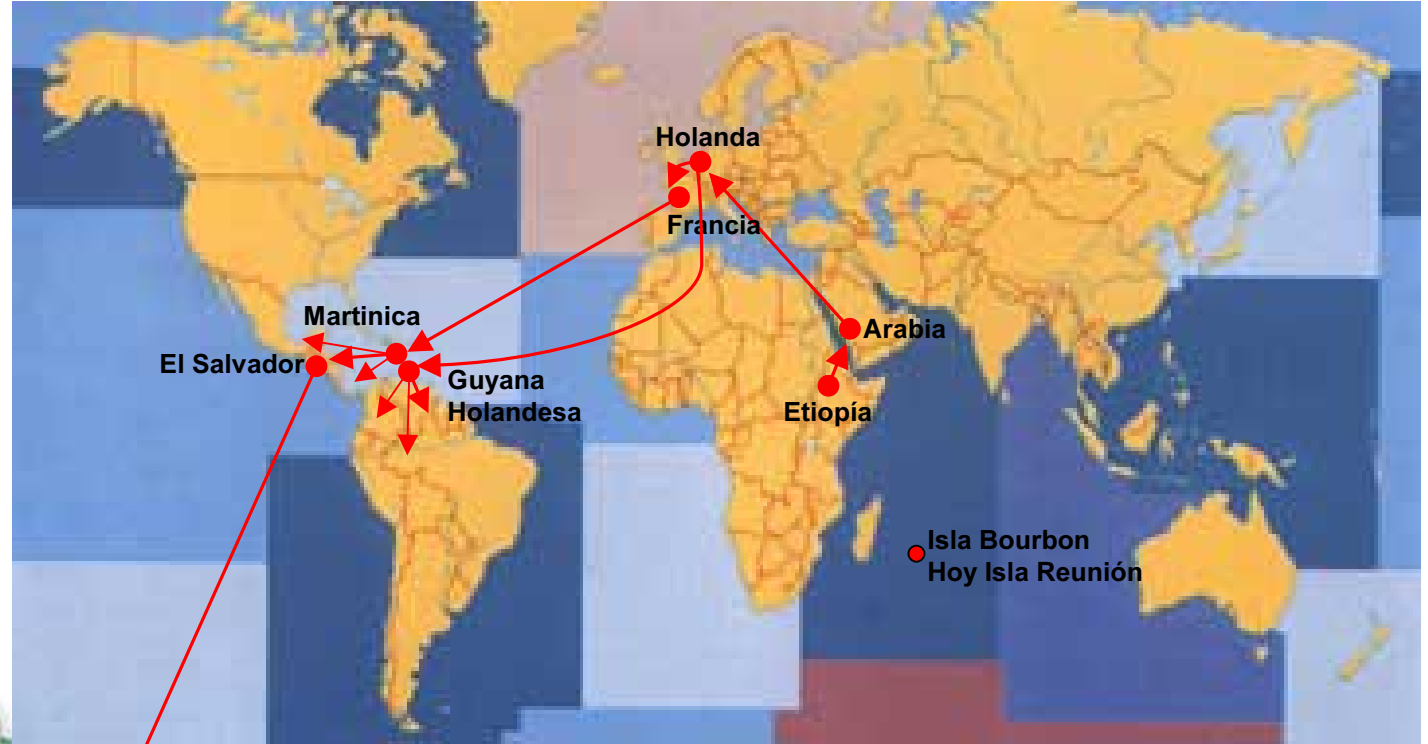 Holanda
Francia
Martinica
Arabia
El Salvador
Guyana
Holandesa
Etiopía
Isla Bourbon
Hoy Isla Reunión